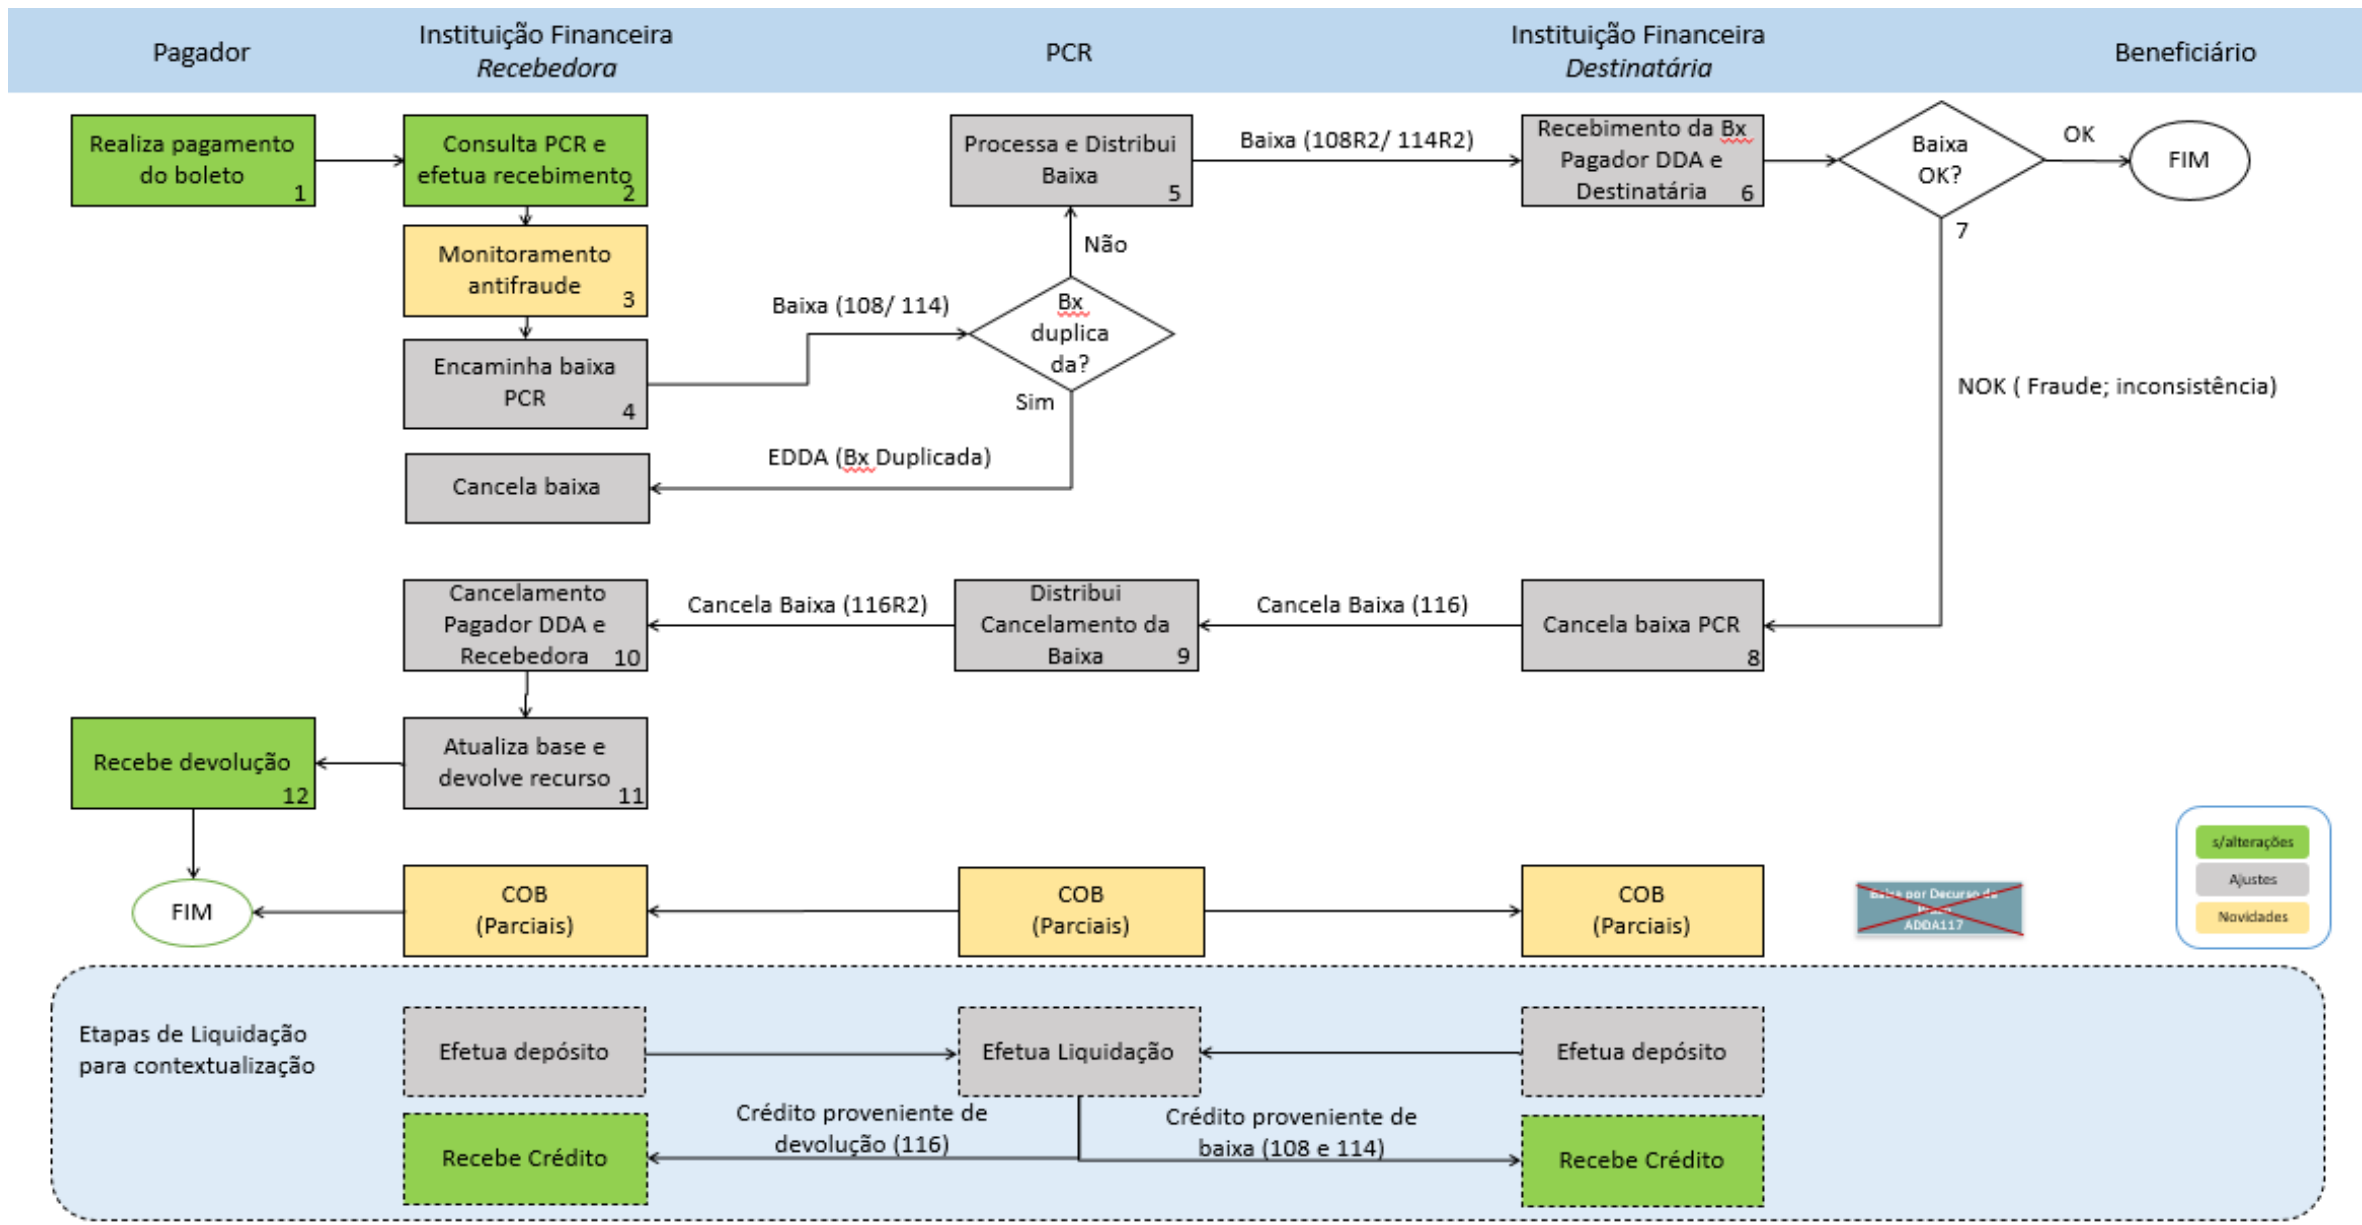 Pagador
Instituição Financeira
Recebedora
PCR
Instituição Financeira
Destinatária
Beneficiário
Realiza pagamento
do boleto
1
Consulta PCR e
efetua recebimento
2
Processa e Distribui
Baixa
5
Baixa (108R2/ 114R2)
Recebimento da Bx
Pagador DDA e
Destinatária
6
Baixa
OK?
7
OK
FIM
Monitoramento
antifraude
3
Não
Baixa (108/ 114)
Bx
duplica
da?
Encaminha baixa
PCR
4
Sim
NOK ( Fraude; inconsistência)
EDDA (Bx Duplicada)
Cancela baixa
Cancelamento
Pagador DDA e
Recebedora
10
Cancela Baixa (116R2)
Distribui
Cancelamento da
Baixa
9
Cancela Baixa (116)
Cancela baixa PCR
8
Recebe devolução
12
Atualiza base e
devolve recurso
11
FIM
COB
(Parciais)
COB
(Parciais)
COB
(Parciais)
Baixa por Decurso de
ADDA117
s/alterações
Ajustes
Novidades
Etapas de Liquidação
para contextualização
Efetua depósito
Efetua Liquidação
Efetua depósito
Crédito proveniente de
devolução (116)
Crédito proveniente de
baixa (108 e 114)
Recebe Crédito
Recebe Crédito